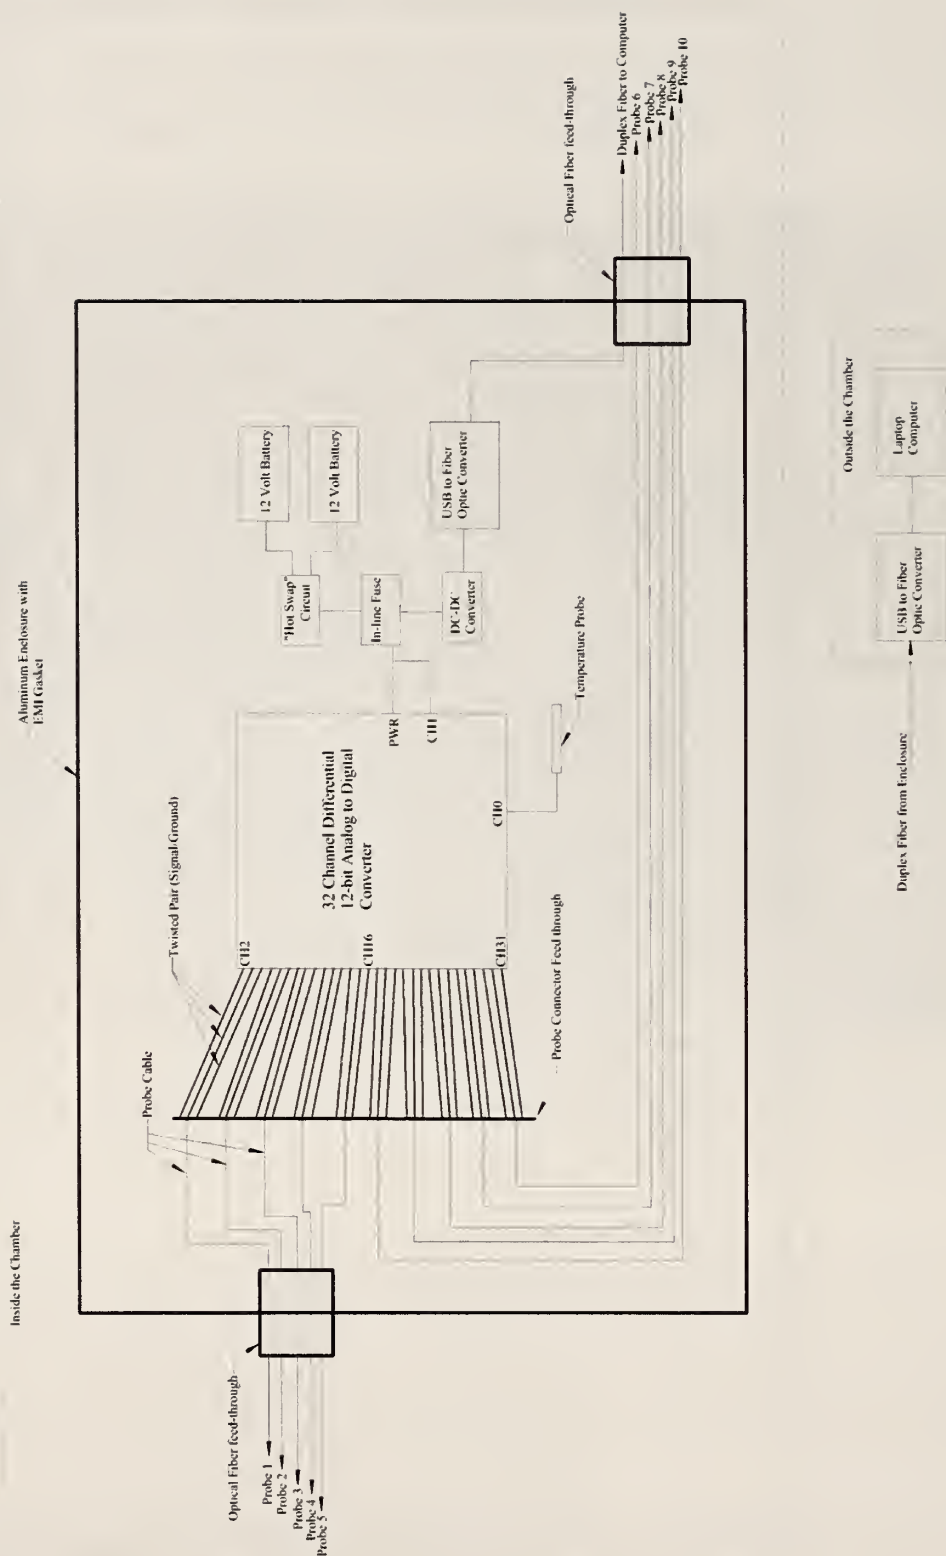 Inside the Chamber
Aluminum Enclosure with
EMI Gasket
Optical Fiber feed-through
Probe 1
Probe 2
Probe 3
Probe 4
Probe 5
Probe Cable
Twisted Pair (Signal-Ground)
Probe Connector Feed through
CH2
CH16
CH31
32 Channel Differential
12-bit Analog to Digital
Converter
PWR
CH1
CH0
Temperature Probe
"Hot Swap"
Circuit
In-line Fuse
DC-DC
Converter
12 Volt Battery
12 Volt Battery
USB to Fiber
Optic Converter
Optical Fiber feed-through
Duplex Fiber to Computer
Probe 6
Probe 7
Probe 8
Probe 9
Probe 10
Outside the Chamber
Duplex Fiber from Enclosure
USB to Fiber
Optic Converter
Laptop
Computer